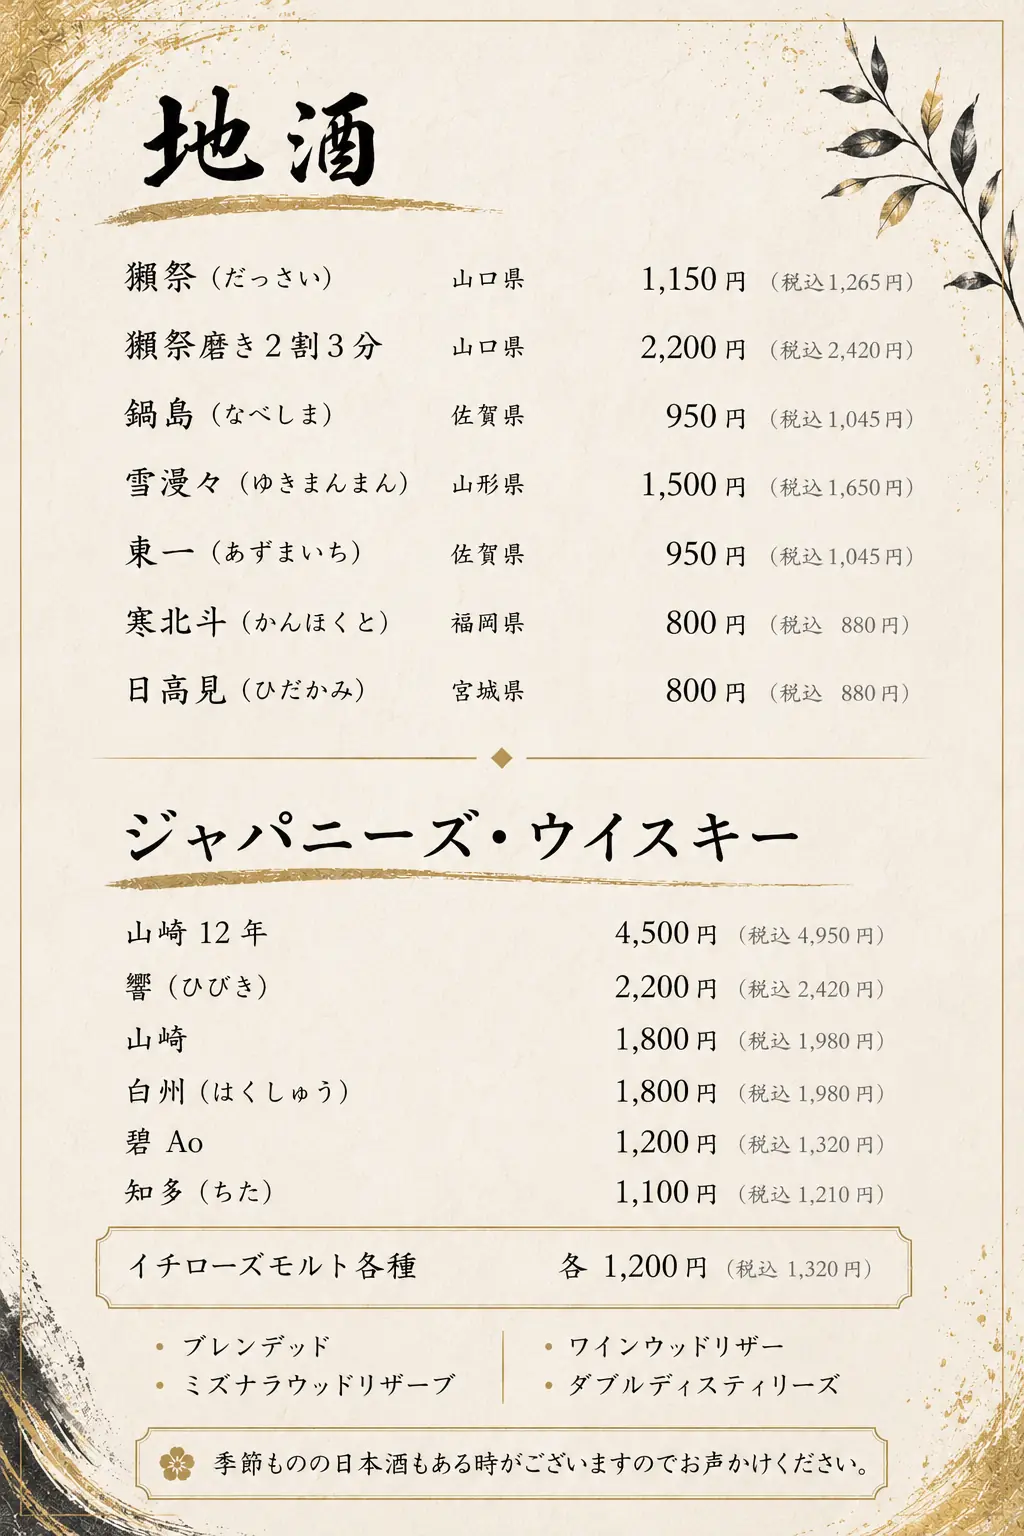 地酒
獺祭（だっさい） 山口県 1,150円 （税込1,265円）
獺祭磨き２割３分 山口県 2,200円 （税込2,420円）
鍋島（なべしま） 佐賀県 950円 （税込1,045円）
雪漫々（ゆきまんまん） 山形県 1,500円 （税込1,650円）
東一（あずまいち） 佐賀県 950円 （税込1,045円）
寒北斗（かんほくと） 福岡県 800円 （税込 880円）
日高見（ひだかみ） 宮城県 800円 （税込 880円）
ジャパニーズ・ウイスキー
山崎 12 年 4,500円 （税込 4,950円）
響（ひびき） 2,200円 （税込 2,420円）
山崎 1,800円 （税込 1,980円）
白州（はくしゅう） 1,800円 （税込 1,980円）
碧 Ao 1,200円 （税込 1,320円）
知多（ちた） 1,100円 （税込 1,210円）
イチローズモルト各種 各 1,200円 （税込 1,320円）
・ブレンデッド ・ワインウッドリザー
・ミズナラウッドリザーブ ・ダブルディスティリーズ
季節ものの日本酒もある時がございますのでお声かけください。